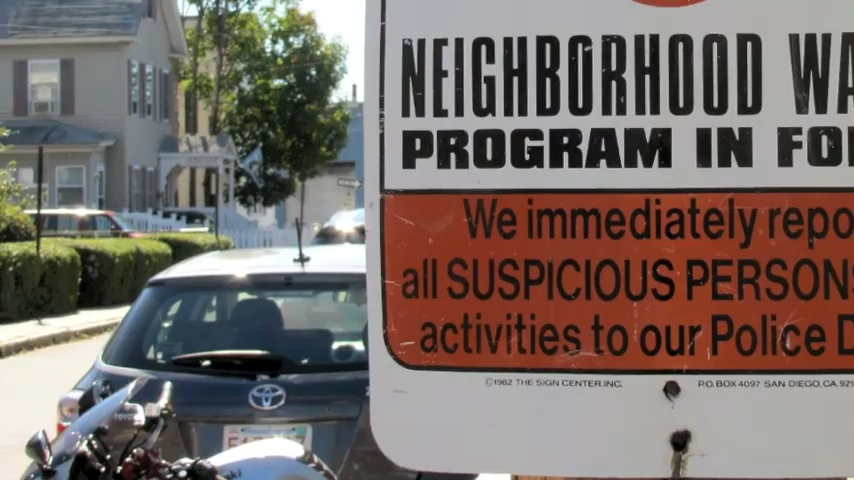 NEIGHBORHOOD WA
PROGRAM IN FO
We immediately repo
all SUSPICIOUS PERSONS
activities to our Police D
©1982 THE SIGN CENTER,INC. P.O. BOX 4097 SAN DIEGO,CA. 921
TOYOTA